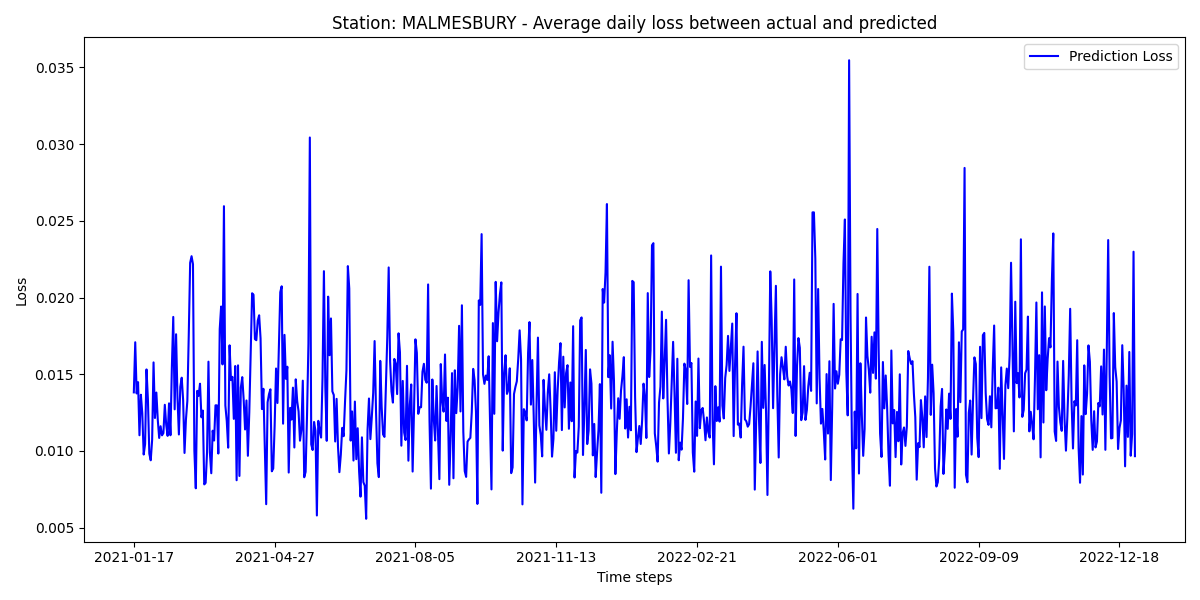 Station: MALMESBURY - Average daily loss between actual and predicted
Prediction Loss
Loss
0.035
0.030
0.025
0.020
0.015
0.010
0.005
2021-01-17 2021-04-27 2021-08-05 2021-11-13 2022-02-21 2022-06-01 2022-09-09 2022-12-18
Time steps